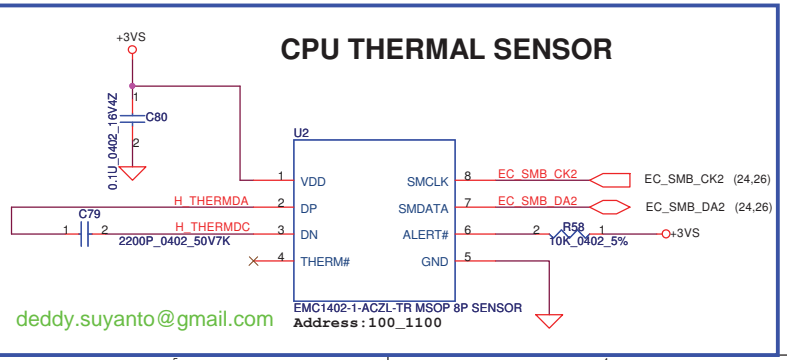 +3VS
CPU THERMAL SENSOR
1
C80
2
0.1U_0402_16V4Z
U2
1 VDD SMCLK 8 EC_SMB_CK2 EC_SMB_CK2 (24,26)
H_THERMDA 2 DP SMDATA 7 EC_SMB_DA2 EC_SMB_DA2 (24,26)
C79
1 2 H_THERMDC 3 DN ALERT# 6 2 R58 1 +3VS
2200P_0402_50V7K 10K_0402_5%
4 THERM# GND 5
EMC1402-1-ACZL-TR MSOP 8P SENSOR
deddy.suyanto@gmail.com Address:100_1100